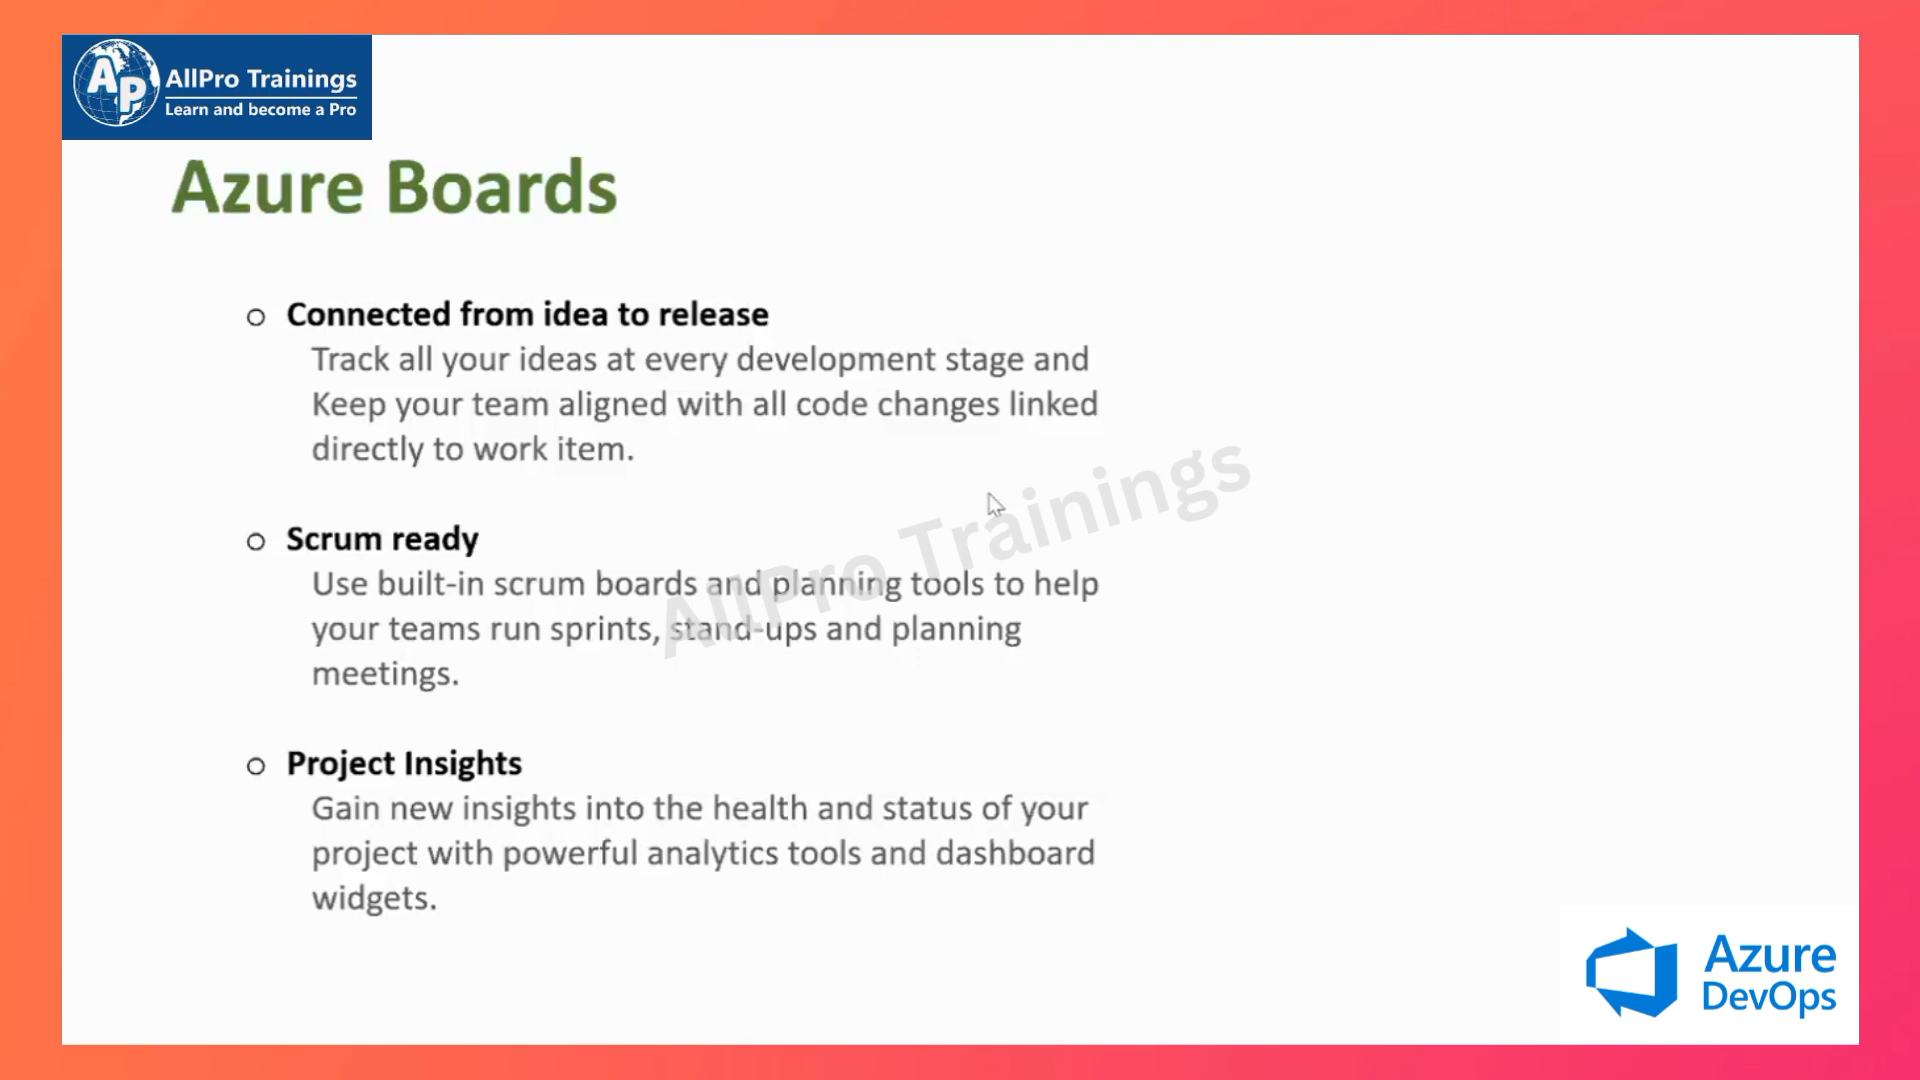 AP
AllPro Trainings
Learn and become a Pro
Azure Boards
Connected from idea to release
Track all your ideas at every development stage and
Keep your team aligned with all code changes linked
directly to work item.
Scrum ready
Use built-in scrum boards and planning tools to help
your teams run sprints, stand-ups and planning
meetings.
AllPro Trainings
Project Insights
Gain new insights into the health and status of your
project with powerful analytics tools and dashboard
widgets.
Azure
DevOps